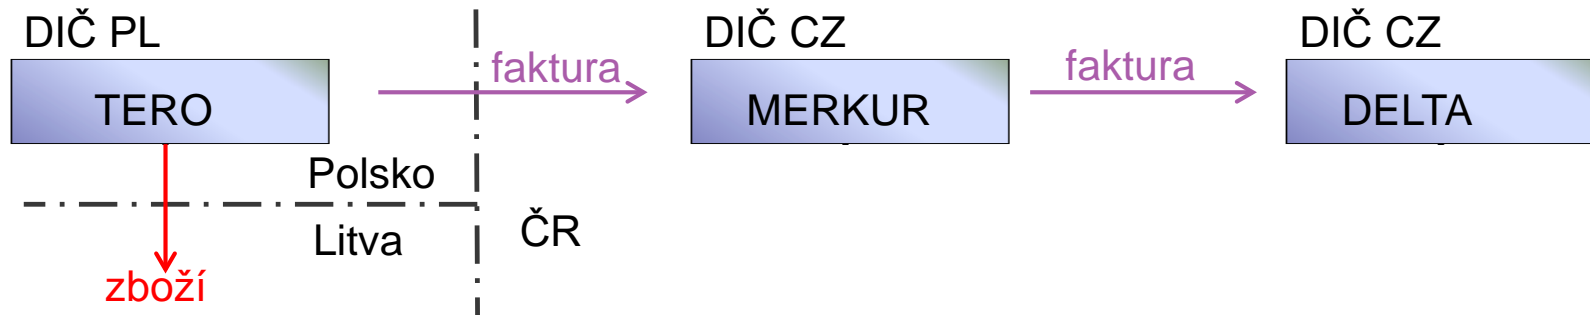 DIČ PL
DIČ CZ
DIČ CZ
faktura
faktura
TERO
MERKUR
DELTA
Polsko
Litva
ČR
zboží